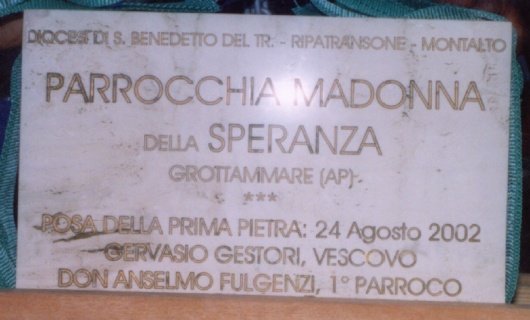 DIOCESI DI S. BENEDETTO DEL TR. - RIPATRANSONE - MONTALTO
PARROCCHIA MADONNA
DELLA SPERANZA
GROTTAMMARE (AP)
***
POSA DELLA PRIMA PIETRA: 24 Agosto 2002
GERVASIO GESTORI, VESCOVO
DON ANSELMO FULGENZI, 1° PARROCO